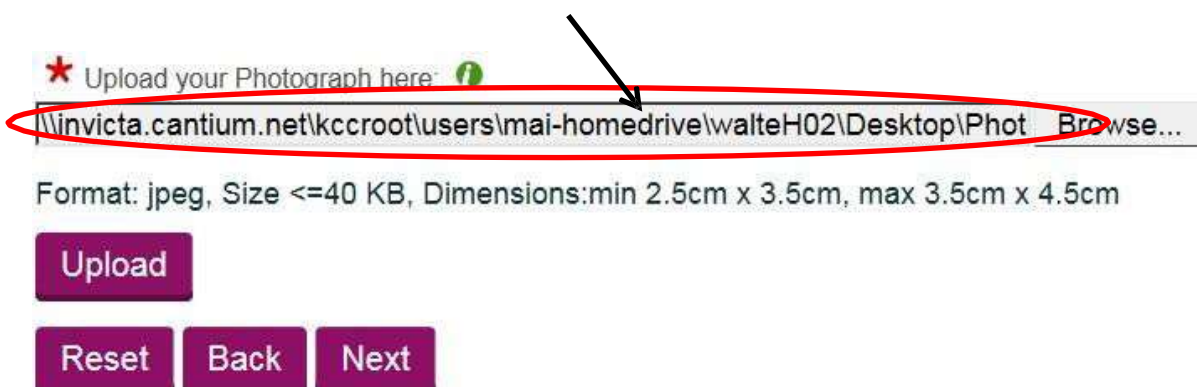 * Upload your Photograph here: i
\\invicta.cantium.net\kccroot\users\mai-homedrive\walteH02\Desktop\Phot Browse...
Format: jpeg, Size <=40 KB, Dimensions:min 2.5cm x 3.5cm, max 3.5cm x 4.5cm
Upload
Reset Back Next